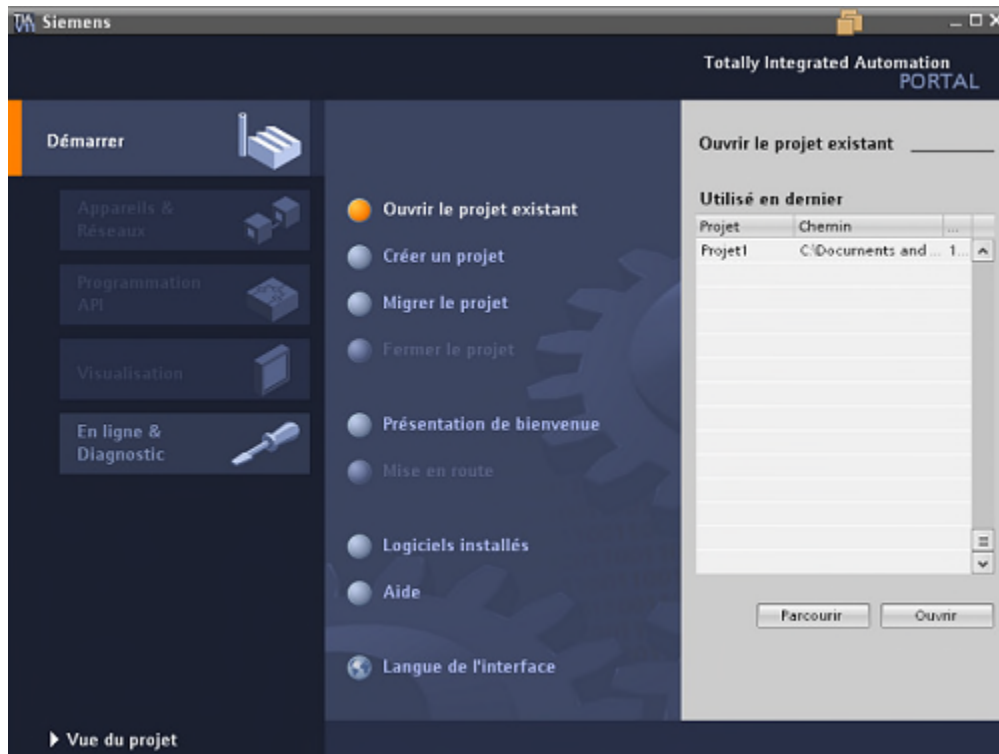 Siemens
Totally Integrated Automation
PORTAL
Démarrer
Appareils &
Réseaux
Programmation
API
Visualisation
En ligne &
Diagnostic
Vue du projet
Ouvrir le projet existant
Créer un projet
Migrer le projet
Fermer le projet
Présentation de bienvenue
Mise en route
Logiciels installés
Aide
Langue de l'interface
Ouvrir le projet existant
Utilisé en dernier
Projet Chemin ...
Projet1 C:\Documents and ... 1...
Parcourir Ouvrir